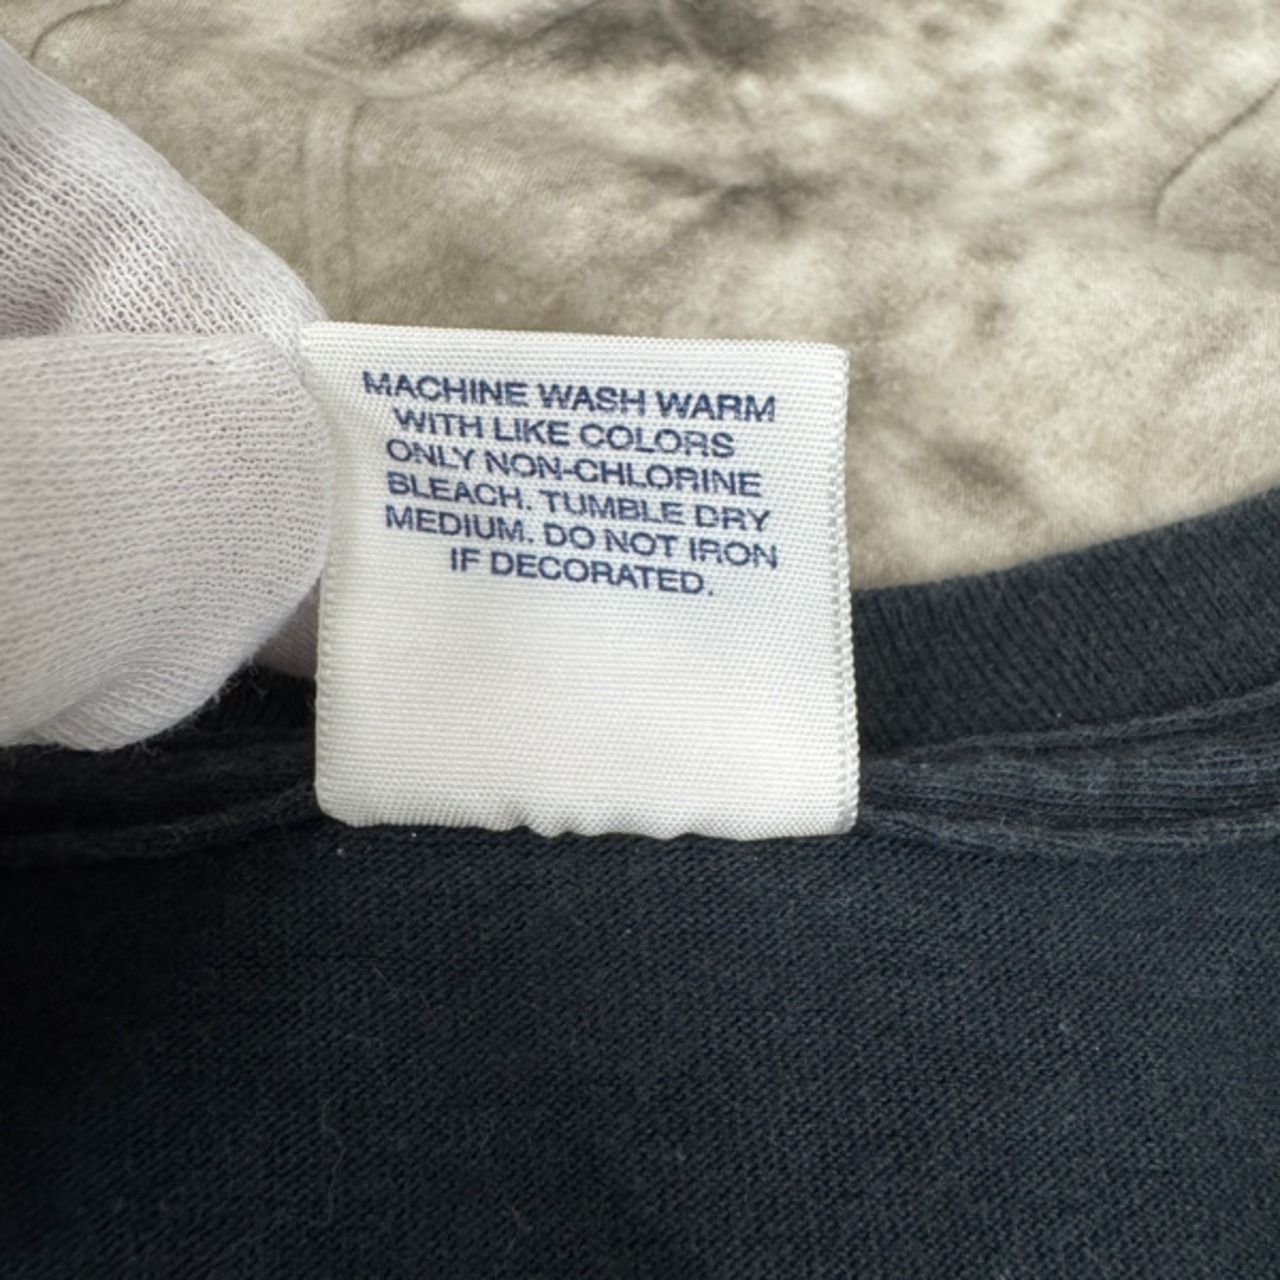 MACHINE WASH WARM
WITH LIKE COLORS
ONLY NON-CHLORINE
BLEACH. TUMBLE DRY
MEDIUM. DO NOT IRON
IF DECORATED.